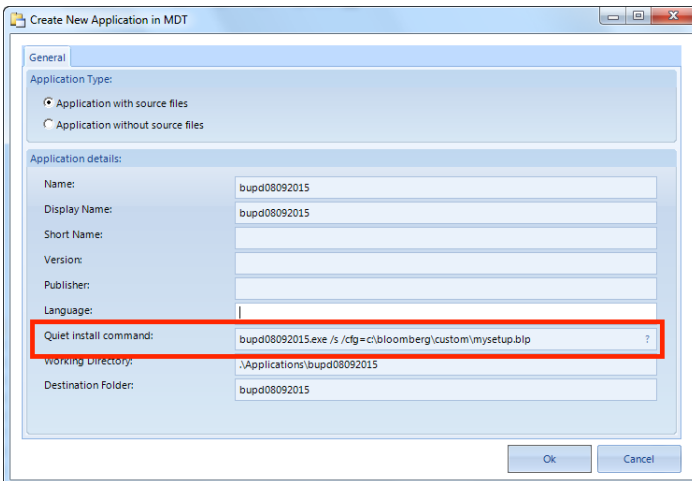 Create New Application in MDT
General
Application Type:
Application with source files
Application without source files
Application details:
Name: bupd08092015
Display Name: bupd08092015
Short Name:
Version:
Publisher:
Language:
Quiet install command: bupd08092015.exe /s /cfg=c:\bloomberg\custom\mysetup.blp ?
Working Directory: .\Applications\bupd08092015
Destination Folder: bupd08092015
Ok Cancel